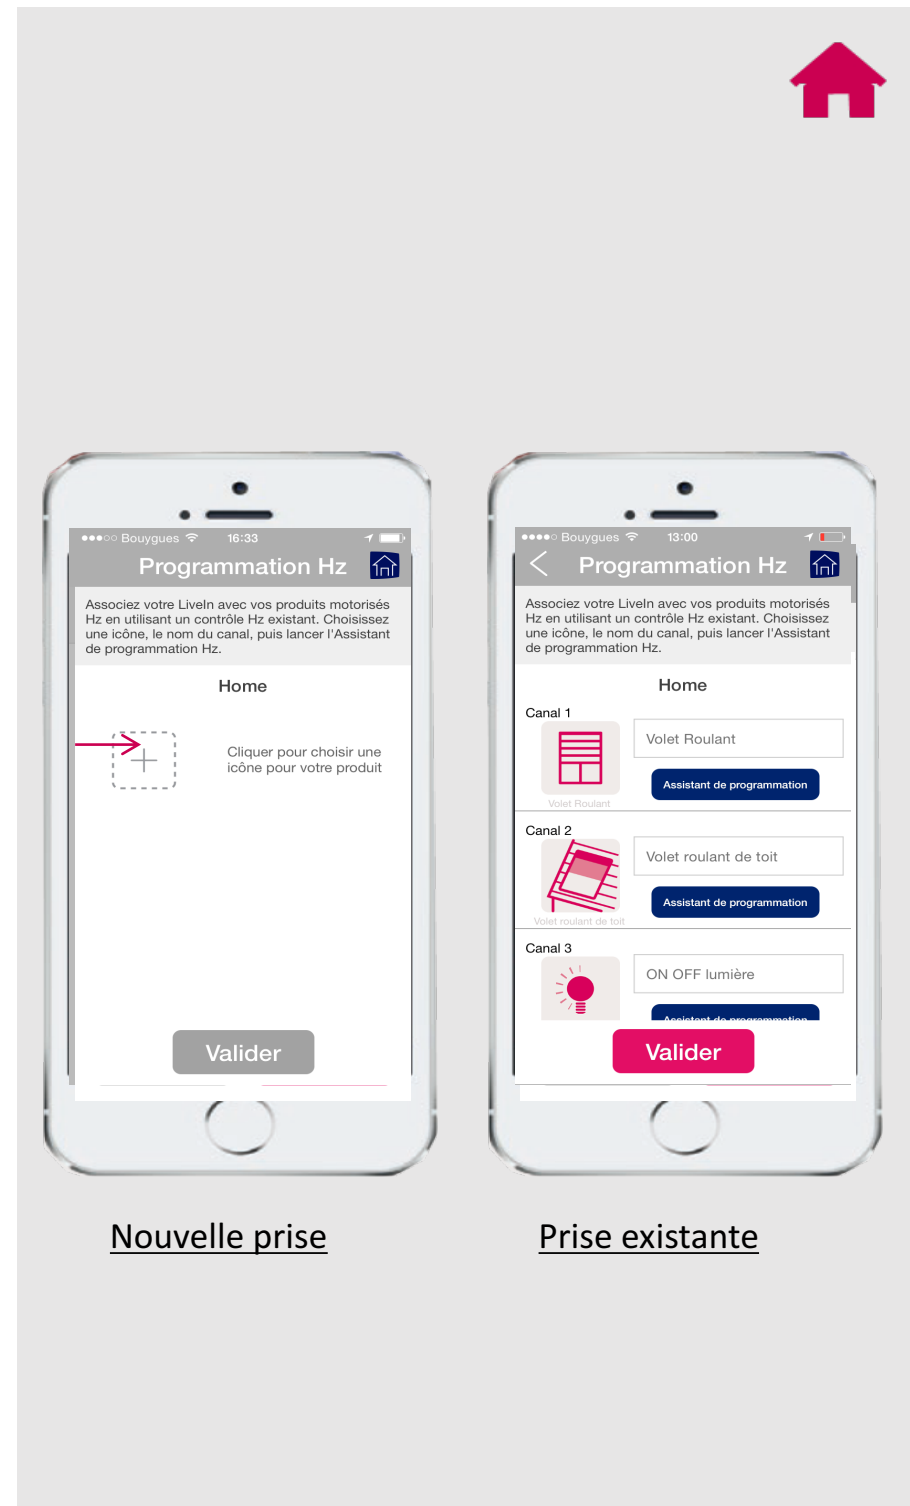 Bouygues 16:33
Programmation Hz
Associez votre LiveIn avec vos produits motorisés
Hz en utilisant un contrôle Hz existant. Choisissez
une icône, le nom du canal, puis lancer l'Assistant
de programmation Hz.
Home
Cliquer pour choisir une
icône pour votre produit
Valider
Nouvelle prise
Bouygues 13:00
Programmation Hz
Associez votre LiveIn avec vos produits motorisés
Hz en utilisant un contrôle Hz existant. Choisissez
une icône, le nom du canal, puis lancer l'Assistant
de programmation Hz.
Home
Canal 1
Volet Roulant
Assistant de programmation
Volet Roulant
Canal 2
Volet roulant de toit
Assistant de programmation
Volet roulant de toit
Canal 3
ON OFF lumière
Assistant de programmation
Valider
Prise existante